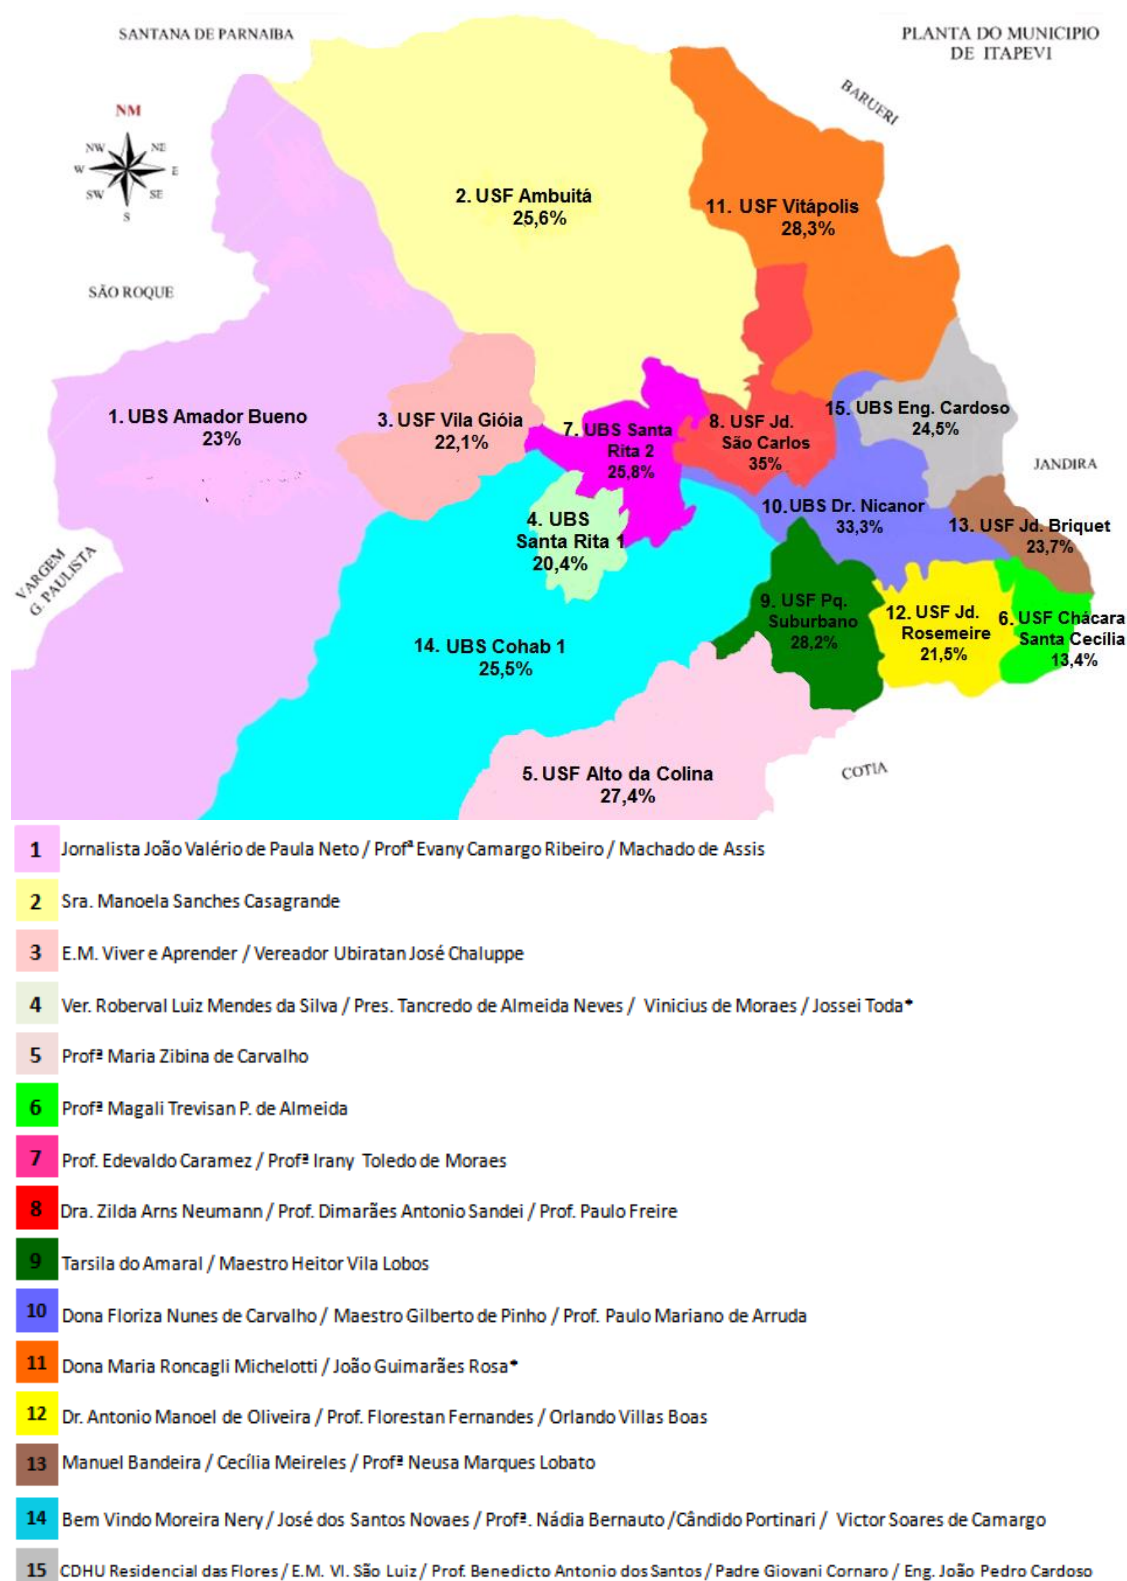 SANTANA DE PARNAIBA
PLANTA DO MUNICIPIO
DE ITAPEVI
BARUERI
NM
NW
NE
W
E
SW
SE
S
2. USF Ambuitá
25,6%
11. USF Vitápolis
28,3%
SÃO ROQUE
1. UBS Amador Bueno
23%
3. USF Vila Gióia
22,1%
7. UBS Santa
Rita 2
25,8%
8. USF Jd.
São Carlos
35%
15. UBS Eng. Cardoso
24,5%
JANDIRA
10. UBS Dr. Nicanor
33,3%
13. USF Jd. Briquet
23,7%
4. UBS
Santa Rita 1
20,4%
VARGEM
G. PAULISTA
9. USF Pq.
Suburbano
28,2%
12. USF Jd.
Rosemeire
21,5%
6. USF Chácara
Santa Cecília
13,4%
14. UBS Cohab 1
25,5%
5. USF Alto da Colina
27,4%
COTIA
1 Jornalista João Valério de Paula Neto / Profª Evany Camargo Ribeiro / Machado de Assis
2 Sra. Manoela Sanches Casagrande
3 E.M. Viver e Aprender / Vereador Ubiratan José Chaluppe
4 Ver. Roberval Luiz Mendes da Silva / Pres. Tancredo de Almeida Neves / Vinicius de Moraes / Jossei Toda*
5 Profª Maria Zibina de Carvalho
6 Profª Magali Trevisan P. de Almeida
7 Prof. Edevaldo Caramez / Profª Irany Toledo de Moraes
8 Dra. Zilda Arns Neumann / Prof. Dimarães Antonio Sandei / Prof. Paulo Freire
9 Tarsila do Amaral / Maestro Heitor Vila Lobos
10 Dona Floriza Nunes de Carvalho / Maestro Gilberto de Pinho / Prof. Paulo Mariano de Arruda
11 Dona Maria Roncagli Michelotti / João Guimarães Rosa*
12 Dr. Antonio Manoel de Oliveira / Prof. Florestan Fernandes / Orlando Villas Boas
13 Manuel Bandeira / Cecília Meireles / Profª Neusa Marques Lobato
14 Bem Vindo Moreira Nery / José dos Santos Novaes / Profª. Nádia Bernauto /Cândido Portinari / Victor Soares de Camargo
15 CDHU Residencial das Flores / E.M. Vl. São Luiz / Prof. Benedicto Antonio dos Santos / Padre Giovani Cornaro / Eng. João Pedro Cardoso